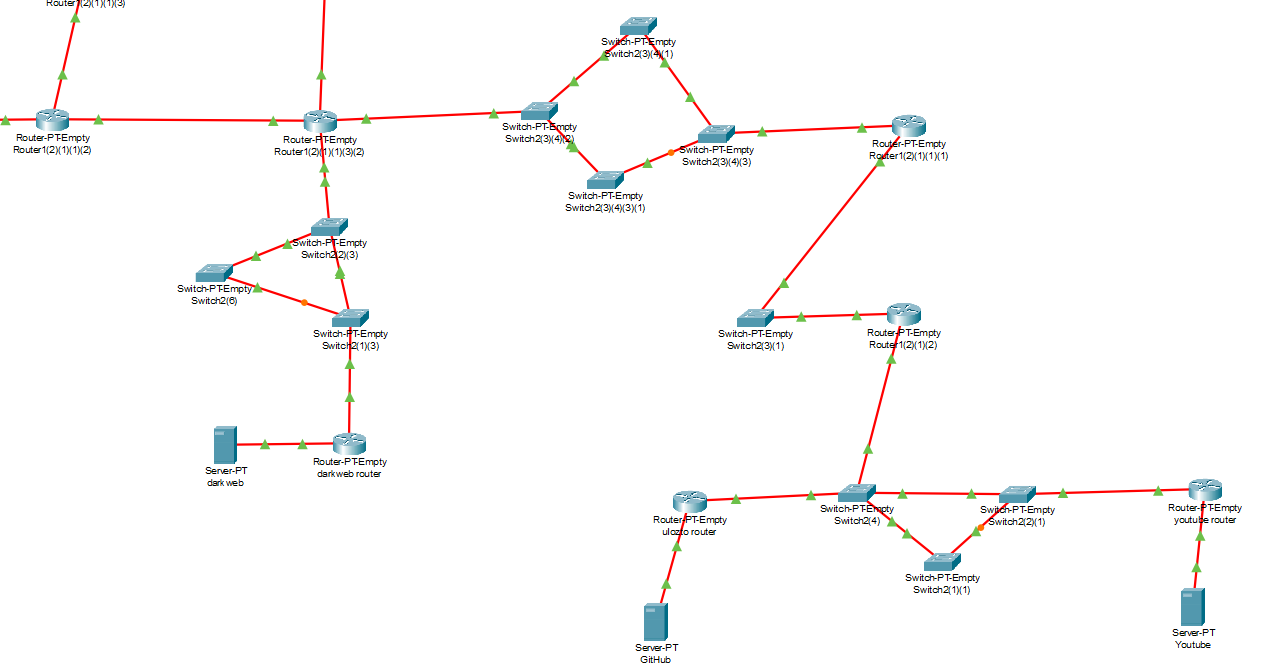 Router1(2)(1)(1)(3)
Switch-PT-Empty
Switch2(3)(4)(1)
Router-PT-Empty
Router1(2)(1)(1)(2)
Router-PT-Empty
Router1(2)(1)(1)(3)(2)
Switch-PT-Empty
Switch2(3)(4)(2)
Switch-PT-Empty
Switch2(3)(4)(3)
Router-PT-Empty
Router1(2)(1)(1)(1)
Switch-PT-Empty
Switch2(3)(4)(3)(1)
Switch-PT-Empty
Switch2(2)(3)
Switch-PT-Empty
Switch2(6)
Switch-PT-Empty
Switch2(1)(3)
Switch-PT-Empty
Switch2(3)(1)
Router-PT-Empty
Router1(2)(1)(2)
Server-PT
dark web
Router-PT-Empty
darkweb router
Router-PT-Empty
ulozto router
Switch-PT-Empty
Switch2(4)
Switch-PT-Empty
Switch2(2)(1)
Router-PT-Empty
youtube router
Switch-PT-Empty
Switch2(1)(1)
Server-PT
GitHub
Server-PT
Youtube